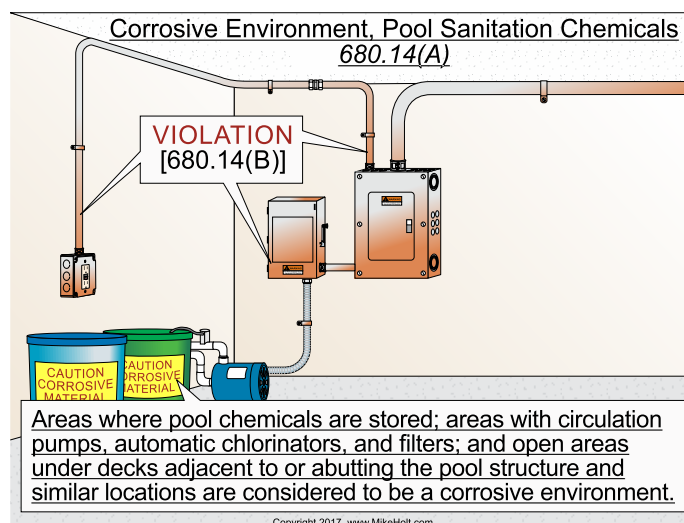 Corrosive Environment, Pool Sanitation Chemicals
680.14(A)
VIOLATION
[680.14(B)]
CAUTION
CORROSIVE
MATERIAL
CAUTION
CORROSIVE
MATERIAL
Areas where pool chemicals are stored; areas with circulation
pumps, automatic chlorinators, and filters; and open areas
under decks adjacent to or abutting the pool structure and
similar locations are considered to be a corrosive environment.
Copyright 2017, www.MikeHolt.com